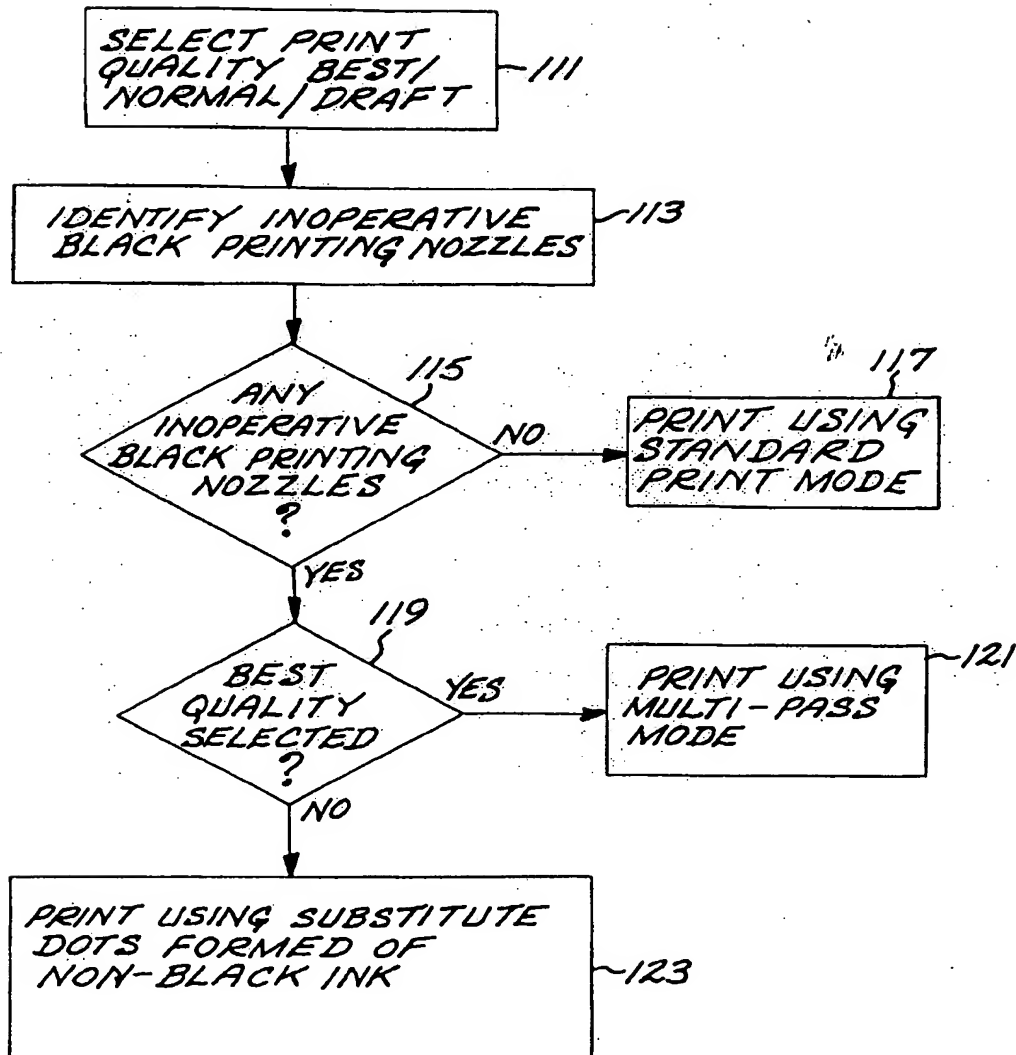 SELECT PRINT
QUALITY BEST/
NORMAL/DRAFT
111
IDENTIFY INOPERATIVE
BLACK PRINTING NOZZLES
113
115
ANY
INOPERATIVE
BLACK PRINTING
NOZZLES
?
NO
117
PRINT USING
STANDARD
PRINT MODE
YES
119
BEST
QUALITY
SELECTED
?
YES
121
PRINT USING
MULTI-PASS
MODE
NO
PRINT USING SUBSTITUTE
DOTS FORMED OF
NON-BLACK INK
123